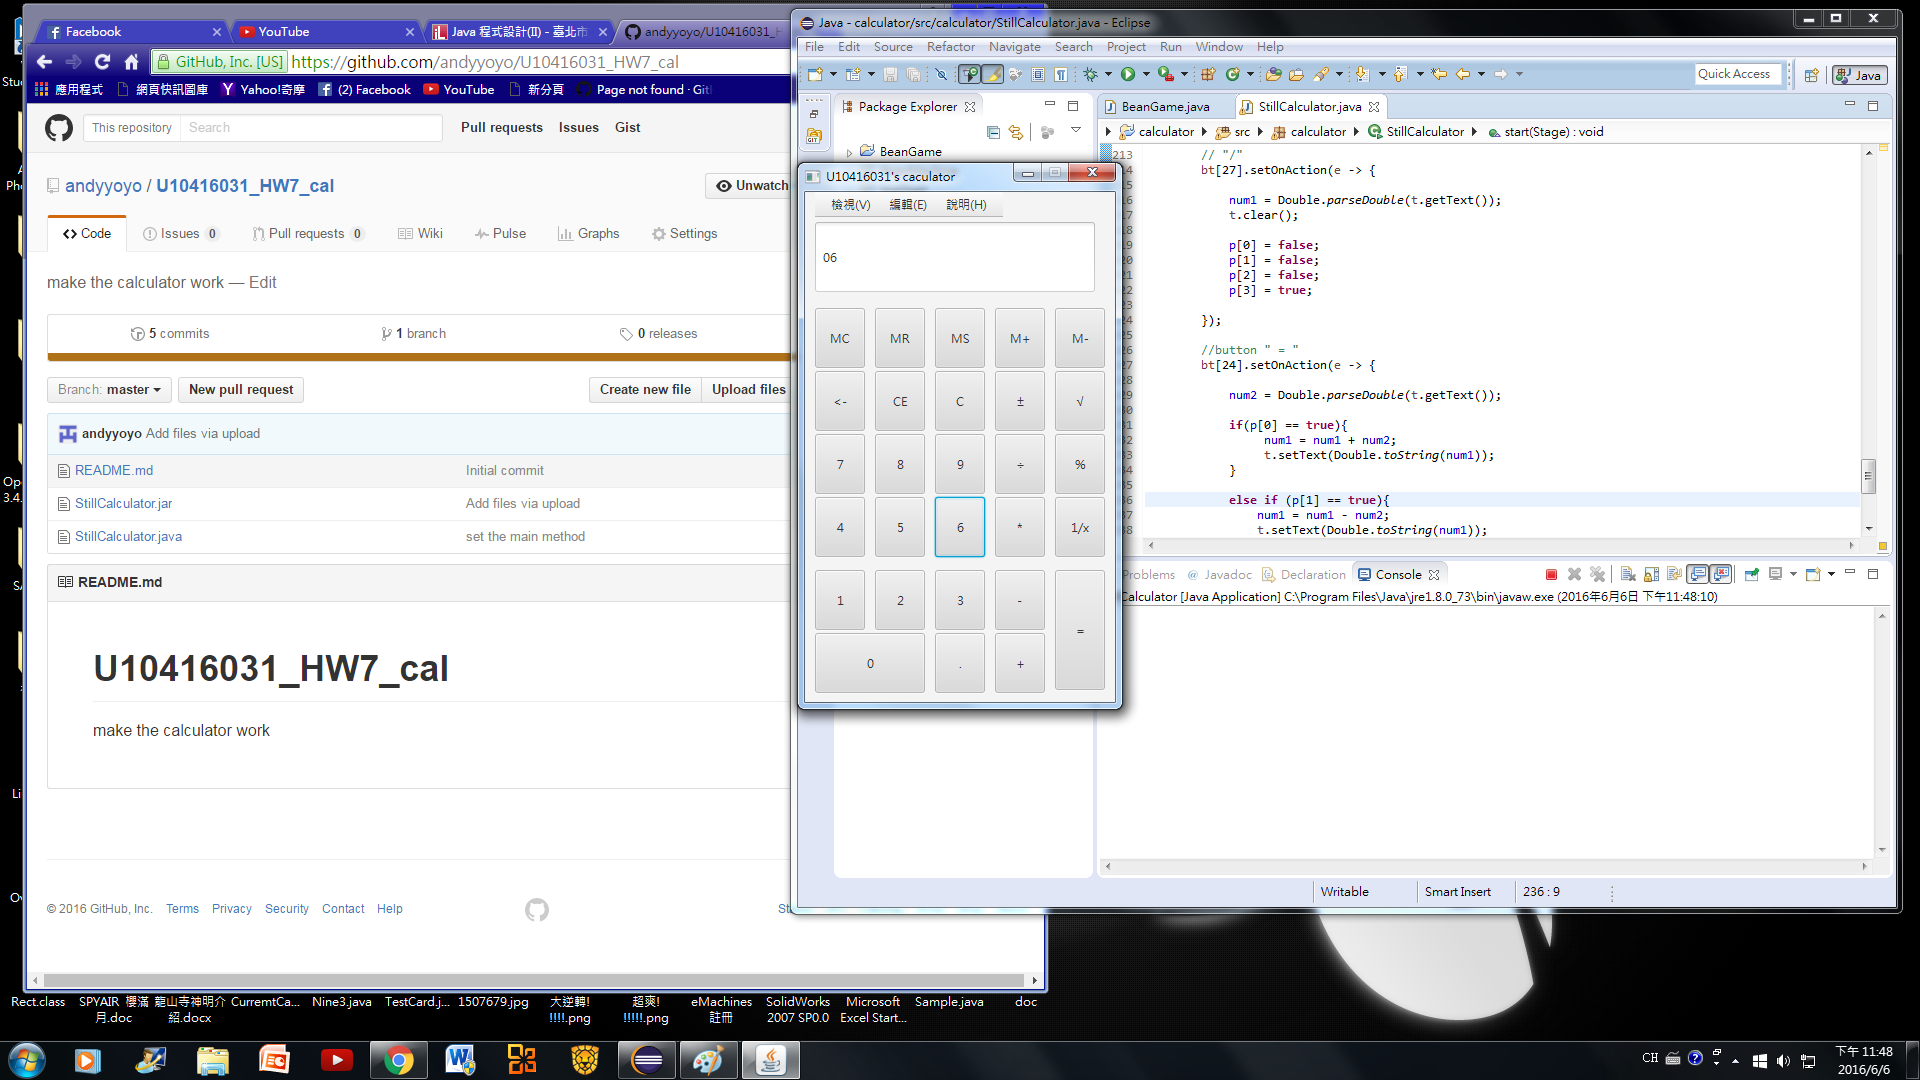 Facebook
YouTube
Java 程式設計(II) - 臺北市
andyyoyo/U10416031_H
GitHub, Inc. [US] https://github.com/andyyoyo/U10416031_HW7_cal
應用程式
網頁快訊圖庫
Yahoo!奇摩
(2) Facebook
YouTube
新分頁
Page not found · Git
This repository
Search
Pull requests
Issues
Gist
andyyoyo / U10416031_HW7_cal
Unwatch
Code
Issues 0
Pull requests 0
Wiki
Pulse
Graphs
Settings
make the calculator work — Edit
5 commits
1 branch
0 releases
Branch: master
New pull request
Create new file
Upload files
andyyoyo Add files via upload
README.md Initial commit
StillCalculator.jar Add files via upload
StillCalculator.java set the main method
README.md
U10416031_HW7_cal
make the calculator work
© 2016 GitHub, Inc. Terms Privacy Security Contact Help
Java - calculator/src/calculator/StillCalculator.java - Eclipse
File Edit Source Refactor Navigate Search Project Run Window Help
Quick Access
Java
Package Explorer
BeanGame
BeanGame.java
StillCalculator.java
calculator
src
calculator
StillCalculator
start(Stage) : void
213 // "/"
bt[27].setOnAction(e -> {
num1 = Double.parseDouble(t.getText());
t.clear();
p[0] = false;
p[1] = false;
p[2] = false;
p[3] = true;
});
//button " = "
bt[24].setOnAction(e -> {
num2 = Double.parseDouble(t.getText());
if(p[0] == true){
num1 = num1 + num2;
t.setText(Double.toString(num1));
}
else if (p[1] == true){
num1 = num1 - num2;
t.setText(Double.toString(num1));
Problems
Javadoc
Declaration
Console
Calculator [Java Application] C:\Program Files\Java\jre1.8.0_73\bin\javaw.exe (2016年6月6日 下午11:48:10)
Writable
Smart Insert
236 : 9
U10416031's caculator
檢視(V) 編輯(E) 說明(H)
06
MC MR MS M+ M-
<- CE C ± √
7 8 9 ÷ %
4 5 6 * 1/x
1 2 3 - =
0 . +
Rect.class
SPYAIR 櫻滿
月.doc
龍山寺神明介
紹.docx
CurremtCa...
Nine3.java
TestCard.j...
1507679.jpg
大逆轉!
!!!!.png
超爽!
!!!!!.png
eMachines
註冊
SolidWorks
2007 SP0.0
Microsoft
Excel Start...
Sample.java
doc
CH
下午 11:48
2016/6/6